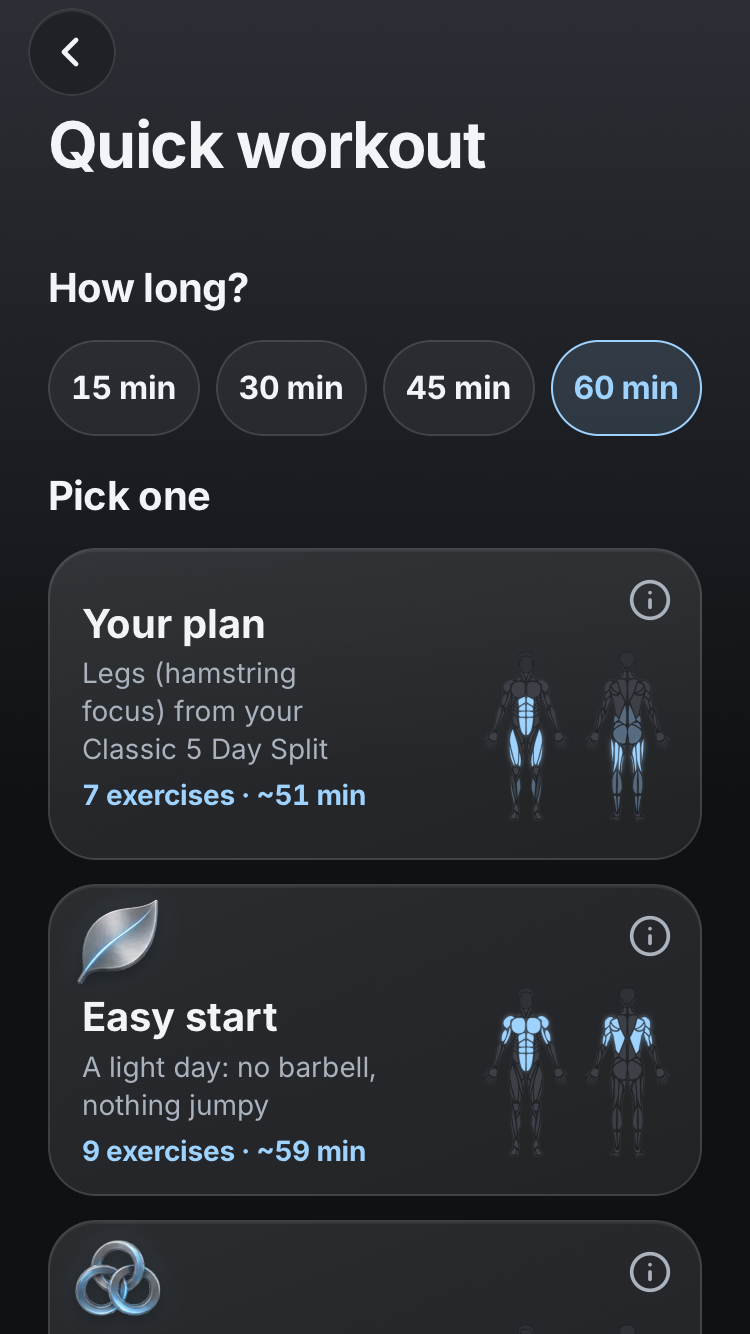 Quick workout
How long?
15 min 30 min 45 min 60 min
Pick one
Your plan
Legs (hamstring
focus) from your
Classic 5 Day Split
7 exercises · ~51 min
Easy start
A light day: no barbell,
nothing jumpy
9 exercises · ~59 min